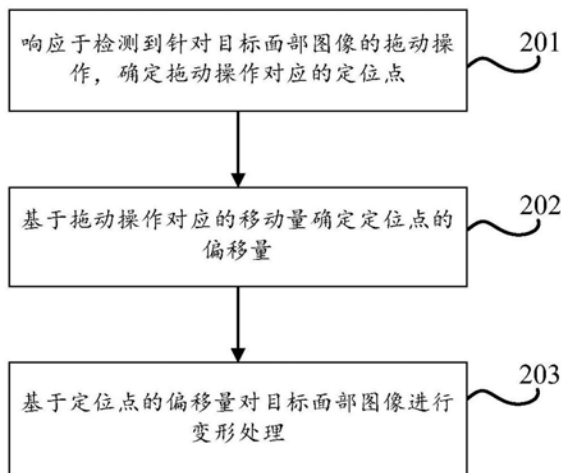 响应于检测到针对目标面部图像的拖动操
作，确定拖动操作对应的定位点
201
基于拖动操作对应的移动量确定定位点的
偏移量
202
基于定位点的偏移量对目标面部图像进行
变形处理
203